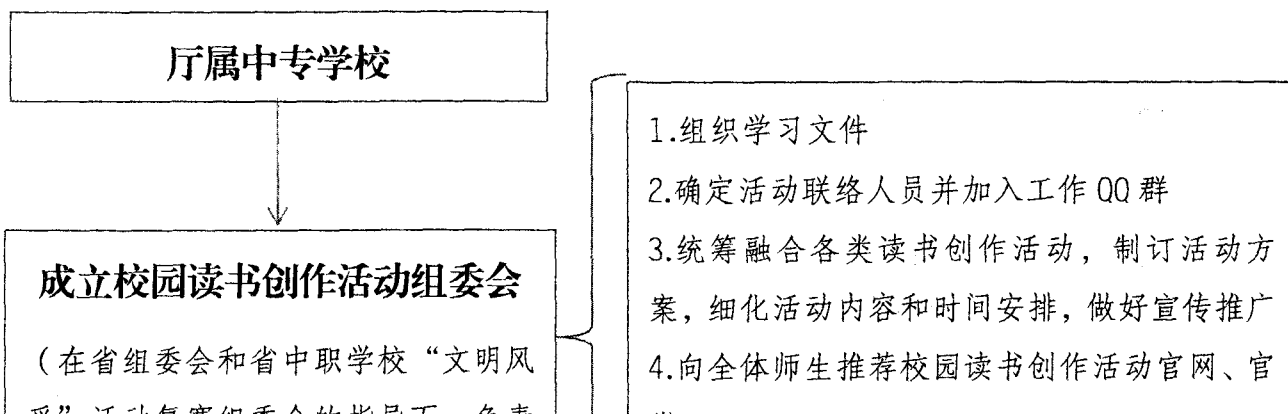 厅属中专学校
成立校园读书创作活动组委会
（在省组委会和省中职学校“文明风
1.组织学习文件
2.确定活动联络人员并加入工作 QQ 群
3.统筹融合各类读书创作活动，制订活动方
案，细化活动内容和时间安排，做好宣传推广
4.向全体师生推荐校园读书创作活动官网、官